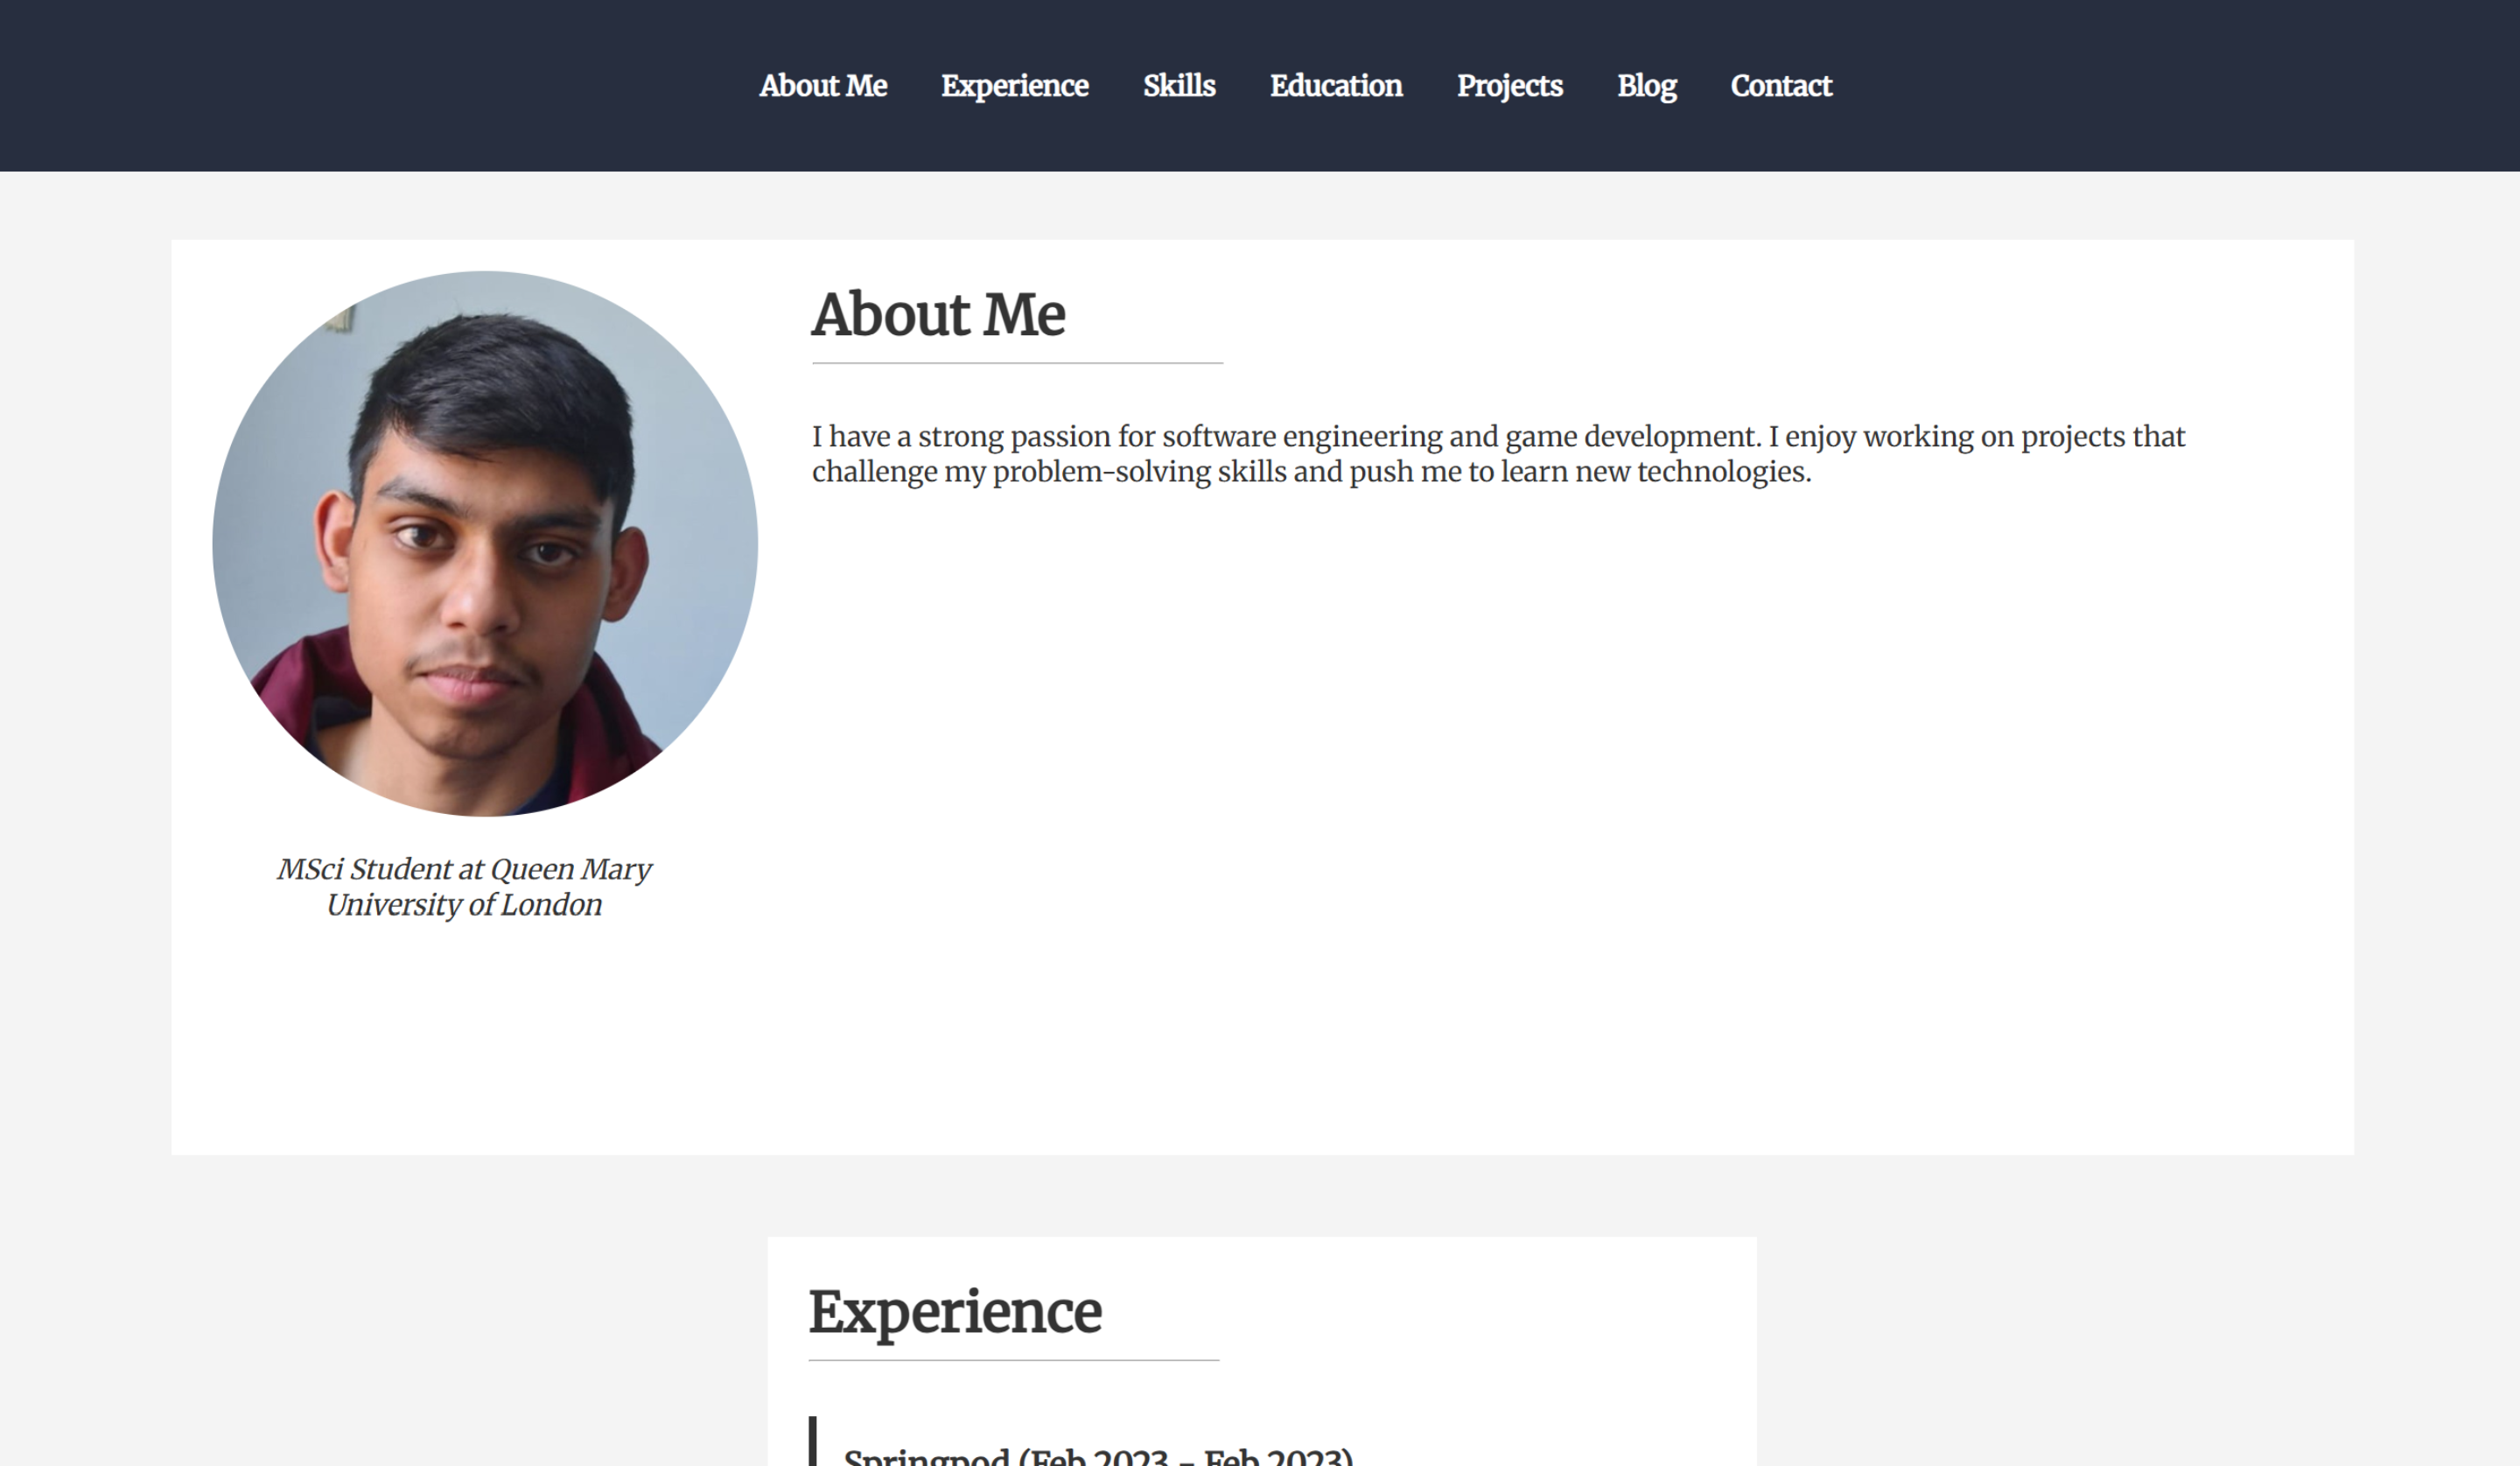 About Me Experience Skills Education Projects Blog Contact
About Me
I have a strong passion for software engineering and game development. I enjoy working on projects that
challenge my problem-solving skills and push me to learn new technologies.
MSci Student at Queen Mary
University of London
Experience
Springpod (Feb 2023 - Feb 2023)